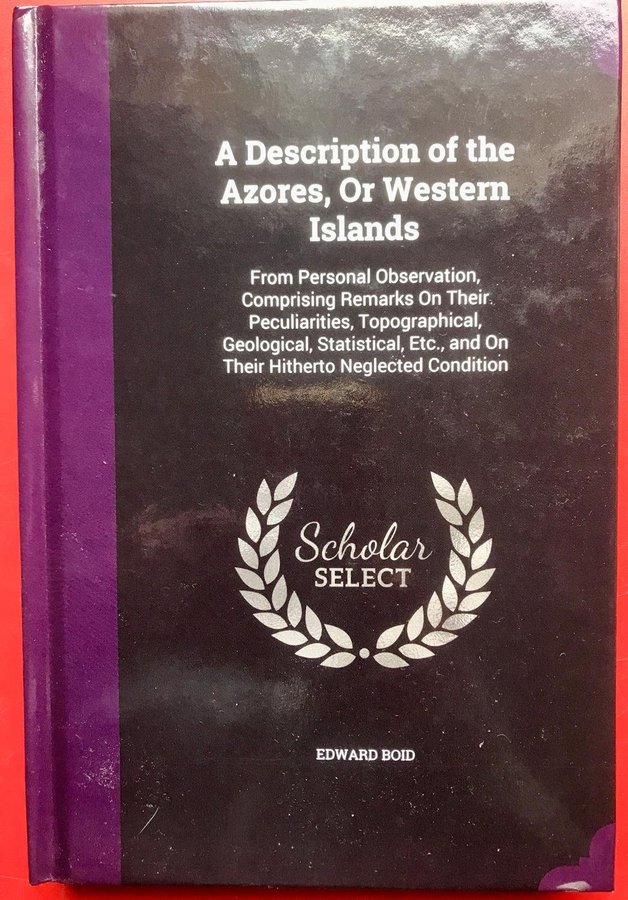 A Description of the
Azores, Or Western
Islands
From Personal Observation,
Comprising Remarks On Their
Peculiarities, Topographical,
Geological, Statistical, Etc., and On
Their Hitherto Neglected Condition
Scholar
SELECT
EDWARD BOID